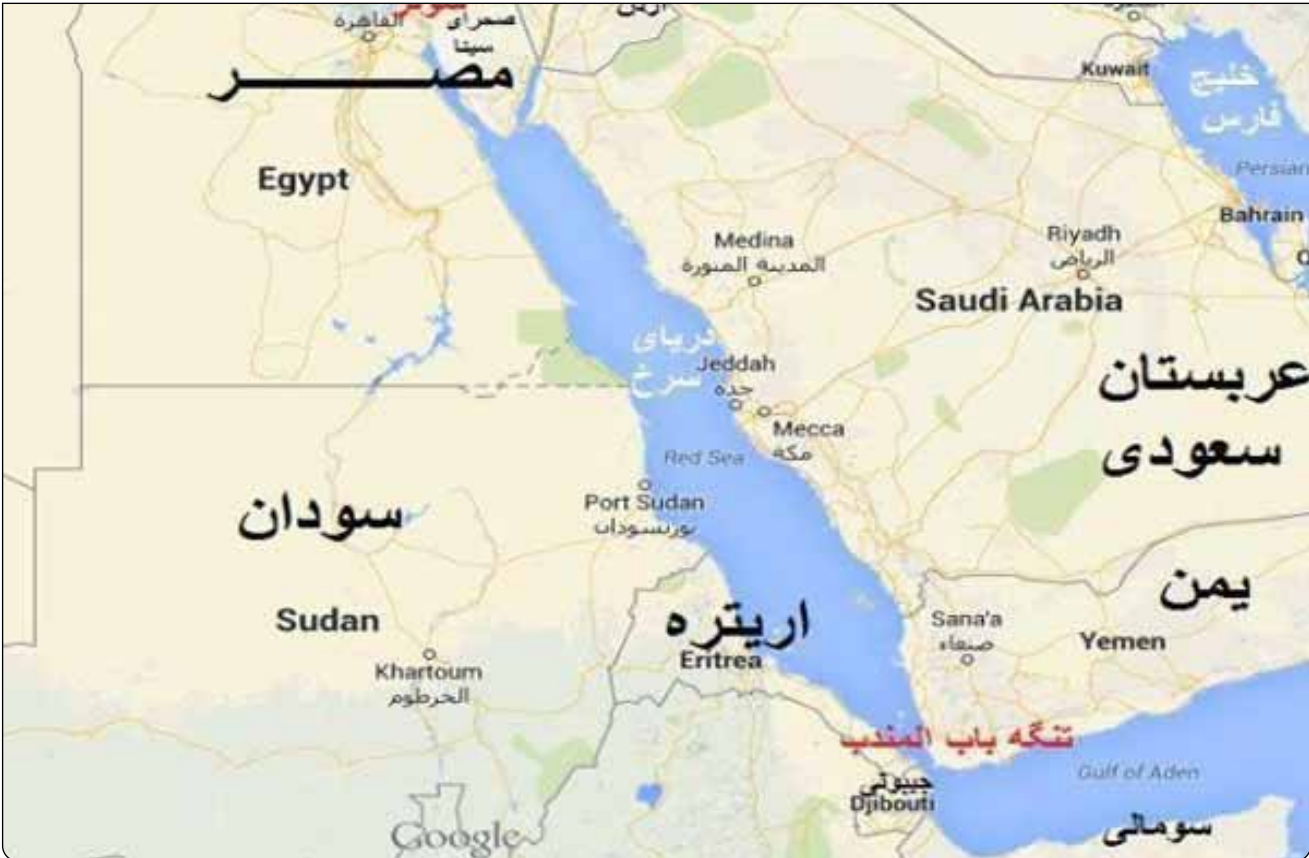 القاهرة
صحرای
سینا
مصر
Kuwait
خلیج
فارس
Persian
Egypt
Bahrain
Medina
المدينة المنورة
Riyadh
الرياض
Saudi Arabia
دریای
سرخ
Jeddah
جدة
عربستان
سعودی
Mecca
مكة
Red Sea
Port Sudan
بورتسودان
سودان
Sudan
Khartoum
الخرطوم
اریتره
Eritrea
یمن
Sana'a
صنعاء
Yemen
تنگه باب المندب
Gulf of Aden
جیبوتی
Djibouti
سومالی
Google